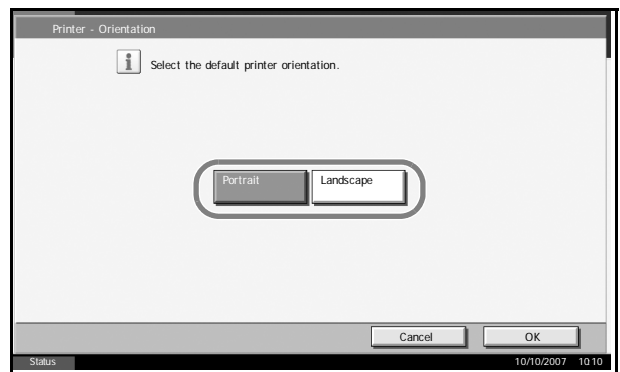 Printer - Orientation
i Select the default printer orientation.
Portrait Landscape
Cancel OK
Status 10/10/2007 10:10